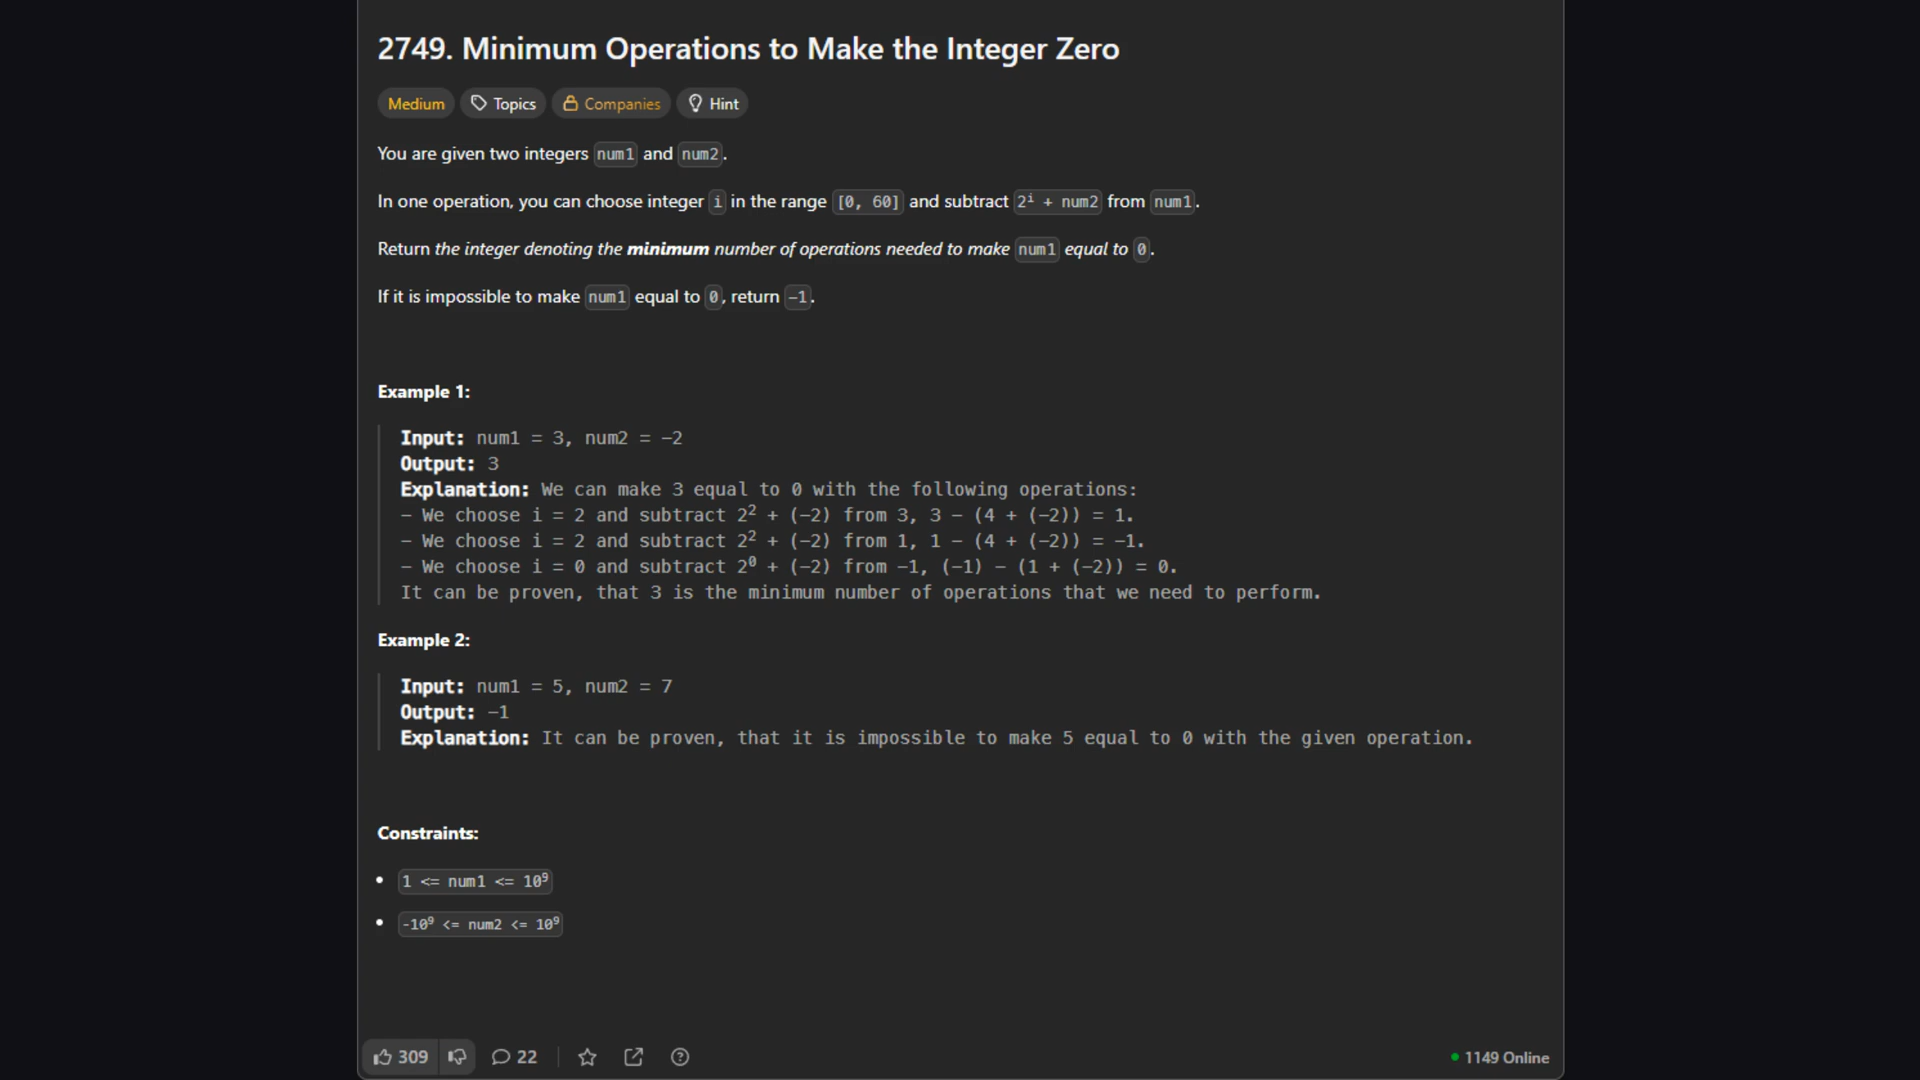 2749. Minimum Operations to Make the Integer Zero
Medium Topics Companies Hint
You are given two integers num1 and num2.
In one operation, you can choose integer i in the range [0, 60] and subtract 2ⁱ + num2 from num1.
Return the integer denoting the minimum number of operations needed to make num1 equal to 0.
If it is impossible to make num1 equal to 0, return -1.
Example 1:
Input: num1 = 3, num2 = -2
Output: 3
Explanation: We can make 3 equal to 0 with the following operations:
- We choose i = 2 and subtract 2² + (-2) from 3, 3 - (4 + (-2)) = 1.
- We choose i = 2 and subtract 2² + (-2) from 1, 1 - (4 + (-2)) = -1.
- We choose i = 0 and subtract 2⁰ + (-2) from -1, (-1) - (1 + (-2)) = 0.
It can be proven, that 3 is the minimum number of operations that we need to perform.
Example 2:
Input: num1 = 5, num2 = 7
Output: -1
Explanation: It can be proven, that it is impossible to make 5 equal to 0 with the given operation.
Constraints:
• 1 <= num1 <= 10⁹
• -10⁹ <= num2 <= 10⁹
309 22 1149 Online